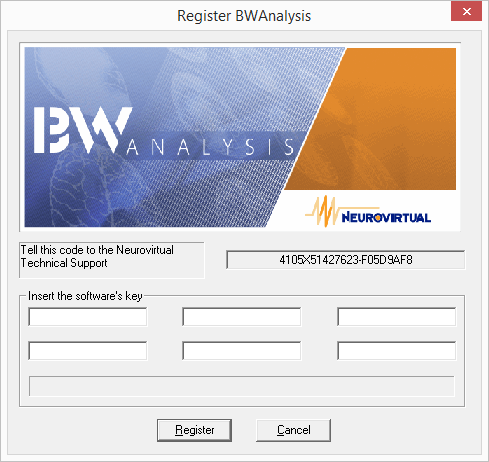 Register BWAnalysis
BW ANALYSIS
NEUROVIRTUAL
Tell this code to the Neurovirtual
Technical Support
4105X51427623-F05D9AF8
Insert the software's key
Register
Cancel